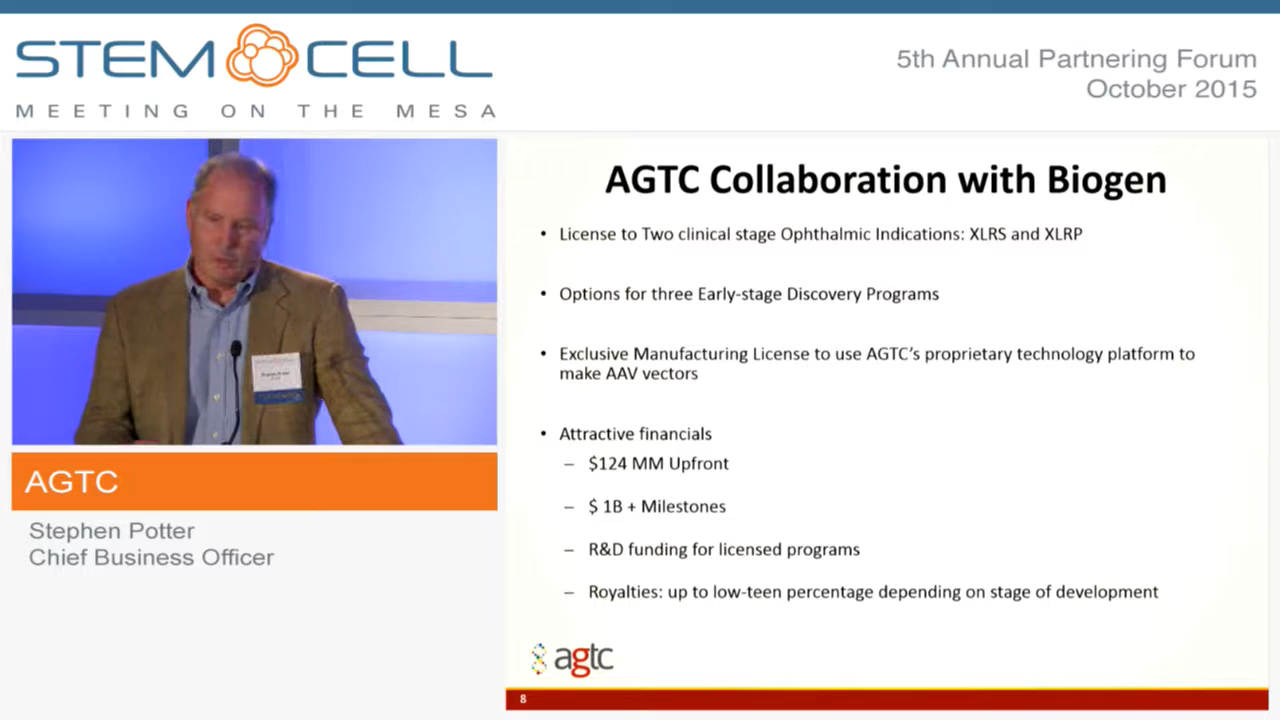 STEM CELL
MEETING ON THE MESA
5th Annual Partnering Forum
October 2015
AGTC
Stephen Potter
Chief Business Officer
AGTC Collaboration with Biogen
• License to Two clinical stage Ophthalmic Indications: XLRS and XLRP
• Options for three Early-stage Discovery Programs
• Exclusive Manufacturing License to use AGTC's proprietary technology platform to
make AAV vectors
• Attractive financials
– $124 MM Upfront
– $ 1B + Milestones
– R&D funding for licensed programs
– Royalties: up to low-teen percentage depending on stage of development
agtc
8